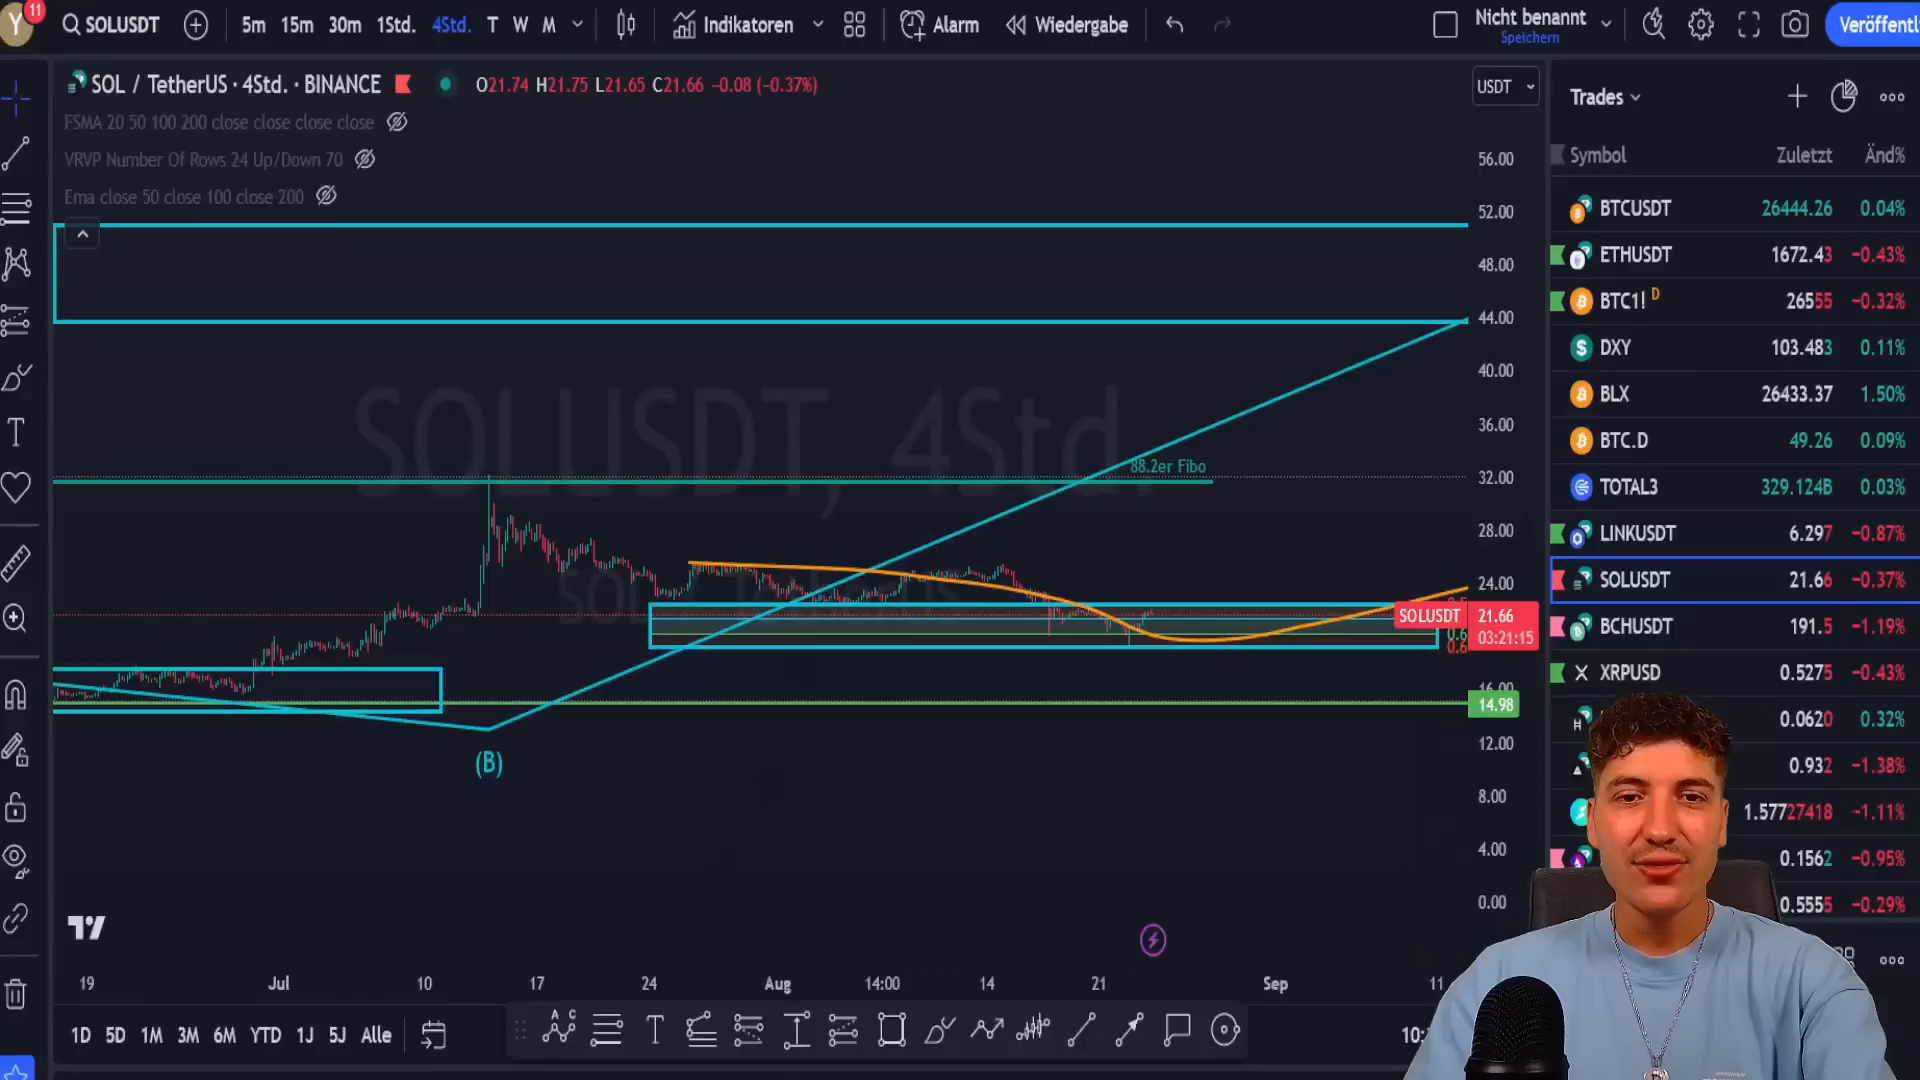 Y
11
SOLUSDT
5m 15m 30m 1Std. 4Std. T W M
Indikatoren
Alarm
Wiedergabe
Nicht benannt
Speichern
Veröffentl
SOL / TetherUS · 4Std. · BINANCE
O21.74 H21.75 L21.65 C21.66 −0.08 (−0.37%)
USDT
FSMA 20 50 100 200 close close close close
VRVP Number Of Rows 24 Up/Down 70
Ema close 50 close 100 close 200
SOLUSDT, 4Std.
88.2er Fibo
(B)
56.00
52.00
48.00
44.00
40.00
36.00
32.00
28.00
24.00
SOLUSDT 21.66
03:21:15
0.6
0.6
16.00
14.98
12.00
8.00
4.00
0.00
19 Jul 10 17 24 Aug 14:00 14 21 Sep 11
1D 5D 1M 3M 6M YTD 1J 5J Alle
10:
Trades
Symbol Zuletzt Änd%
BTCUSDT 26444.26 0.04%
ETHUSDT 1672.43 −0.43%
BTC1! D 26555 −0.32%
DXY 103.483 0.11%
BLX 26433.37 1.50%
BTC.D 49.26 0.09%
TOTAL3 329.124B 0.03%
LINKUSDT 6.297 −0.87%
SOLUSDT 21.66 −0.37%
BCHUSDT 191.5 −1.19%
XRPUSD 0.5275 −0.43%
0.0620 0.32%
0.932 −1.38%
1.57727418 −1.11%
0.1562 −0.95%
0.5555 −0.29%